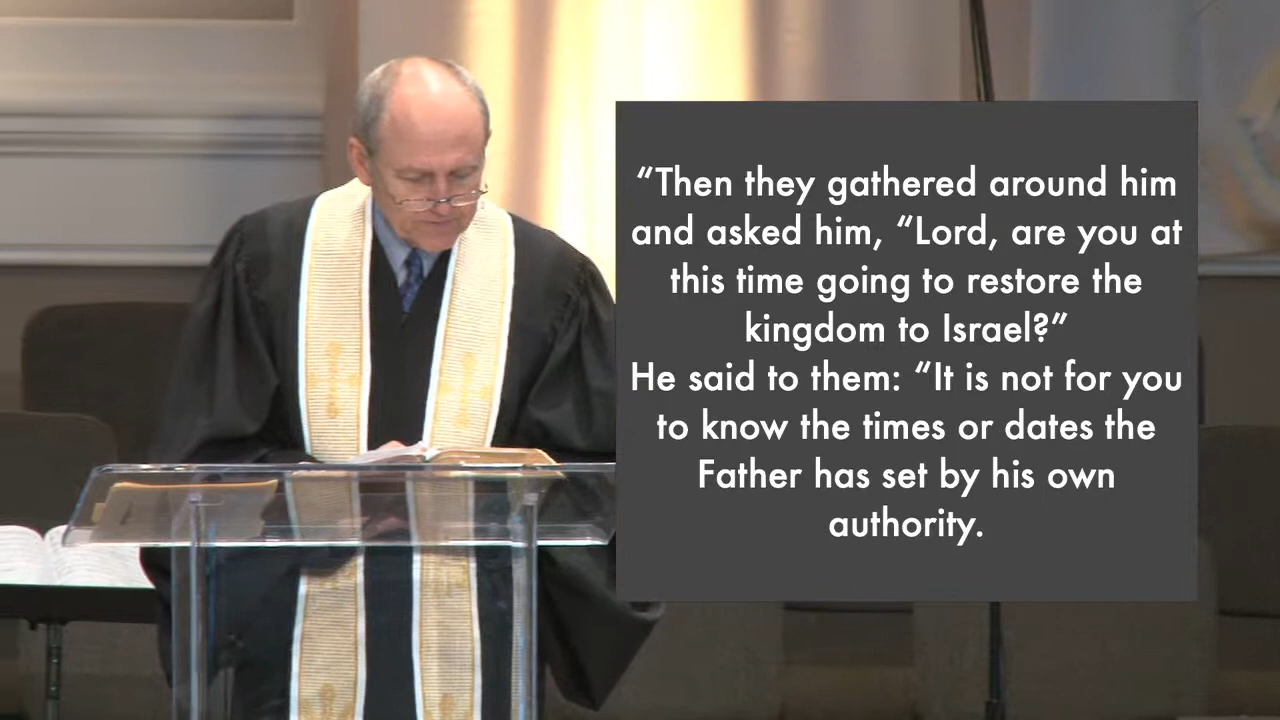 “Then they gathered around him
and asked him, “Lord, are you at
this time going to restore the
kingdom to Israel?”
He said to them: “It is not for you
to know the times or dates the
Father has set by his own
authority.